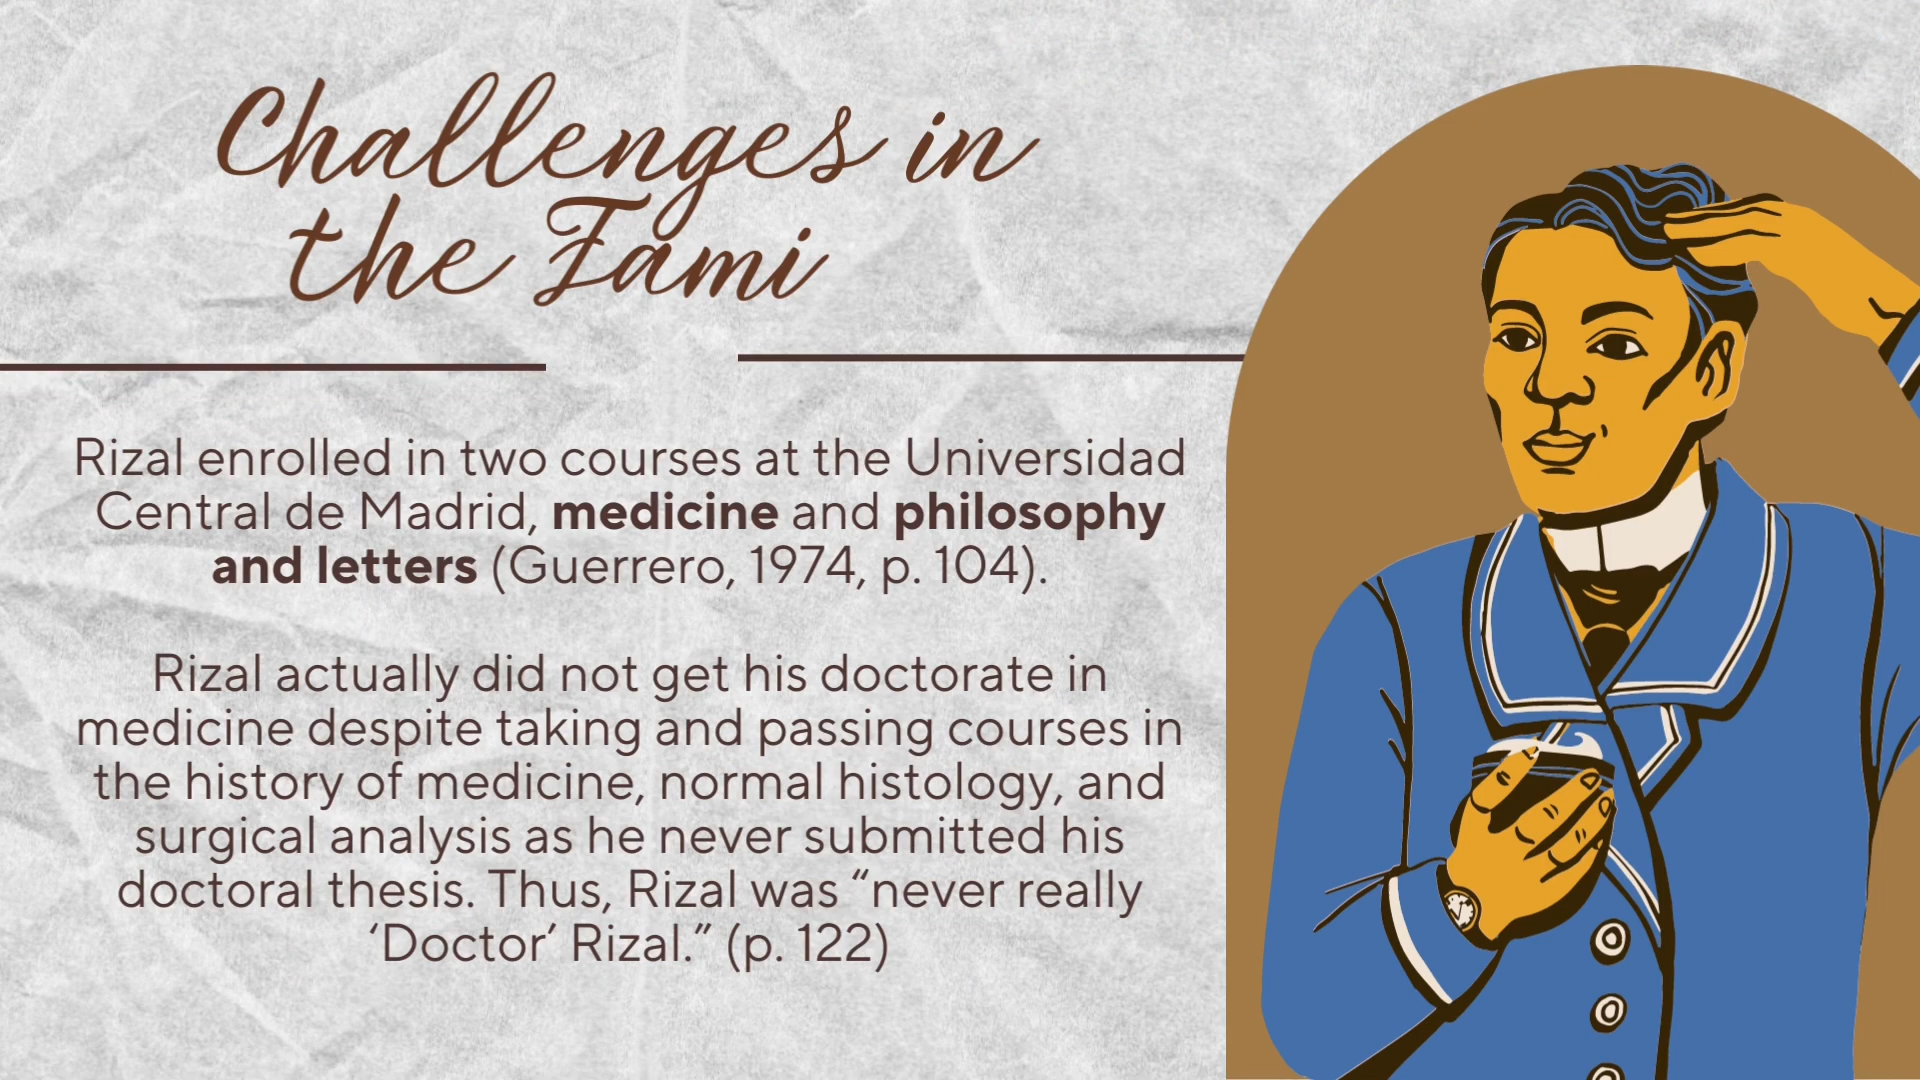 Challenges in
the Fami
Rizal enrolled in two courses at the Universidad
Central de Madrid, medicine and philosophy
and letters (Guerrero, 1974, p. 104).
Rizal actually did not get his doctorate in
medicine despite taking and passing courses in
the history of medicine, normal histology, and
surgical analysis as he never submitted his
doctoral thesis. Thus, Rizal was “never really
‘Doctor’ Rizal.” (p. 122)